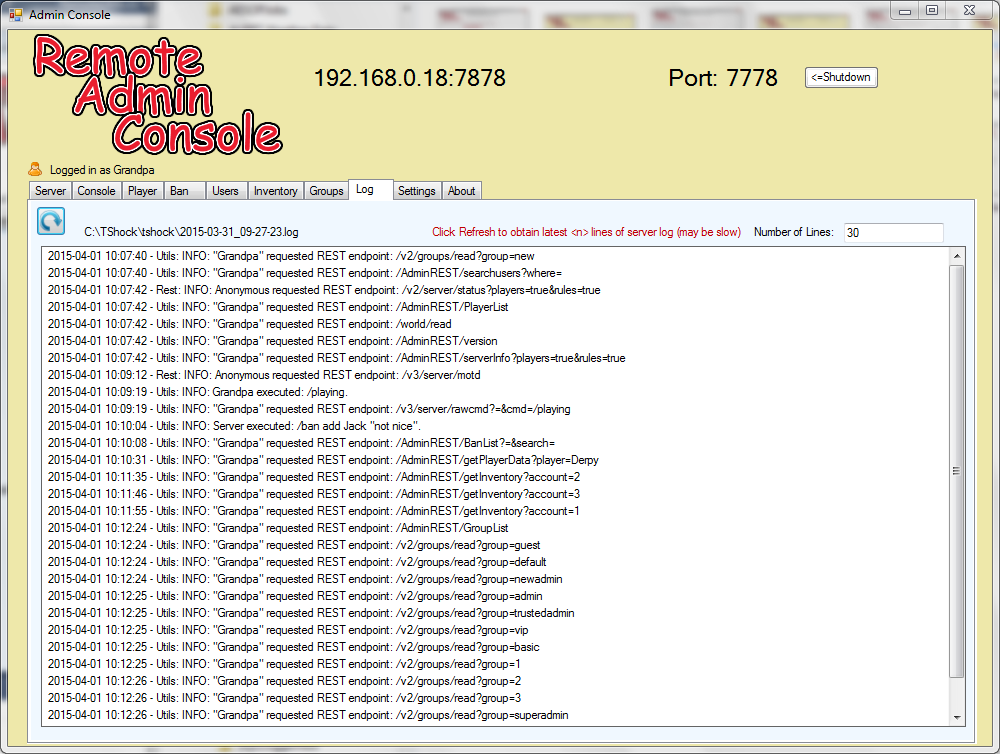 Admin Console
Remote
Admin
Console
192.168.0.18:7878
Port: 7778
<=Shutdown
Logged in as Grandpa
Server Console Player Ban Users Inventory Groups Log Settings About
C:\TShock\tshock\2015-03-31_09-27-23.log
Click Refresh to obtain latest <n> lines of server log (may be slow)
Number of Lines: 30
2015-04-01 10:07:40 - Utils: INFO: "Grandpa" requested REST endpoint: /v2/groups/read?group=new
2015-04-01 10:07:40 - Utils: INFO: "Grandpa" requested REST endpoint: /AdminREST/searchusers?where=
2015-04-01 10:07:42 - Rest: INFO: Anonymous requested REST endpoint: /v2/server/status?players=true&rules=true
2015-04-01 10:07:42 - Utils: INFO: "Grandpa" requested REST endpoint: /AdminREST/PlayerList
2015-04-01 10:07:42 - Utils: INFO: "Grandpa" requested REST endpoint: /world/read
2015-04-01 10:07:42 - Utils: INFO: "Grandpa" requested REST endpoint: /AdminREST/version
2015-04-01 10:07:42 - Utils: INFO: "Grandpa" requested REST endpoint: /AdminREST/serverInfo?players=true&rules=true
2015-04-01 10:09:12 - Rest: INFO: Anonymous requested REST endpoint: /v3/server/motd
2015-04-01 10:09:19 - Utils: INFO: Grandpa executed: /playing.
2015-04-01 10:09:19 - Utils: INFO: "Grandpa" requested REST endpoint: /v3/server/rawcmd?=&cmd=/playing
2015-04-01 10:10:04 - Utils: INFO: Server executed: /ban add Jack "not nice".
2015-04-01 10:10:08 - Utils: INFO: "Grandpa" requested REST endpoint: /AdminREST/BanList?=&search=
2015-04-01 10:10:31 - Utils: INFO: "Grandpa" requested REST endpoint: /AdminREST/getPlayerData?player=Derpy
2015-04-01 10:11:35 - Utils: INFO: "Grandpa" requested REST endpoint: /AdminREST/getInventory?account=2
2015-04-01 10:11:46 - Utils: INFO: "Grandpa" requested REST endpoint: /AdminREST/getInventory?account=3
2015-04-01 10:11:55 - Utils: INFO: "Grandpa" requested REST endpoint: /AdminREST/getInventory?account=1
2015-04-01 10:12:24 - Utils: INFO: "Grandpa" requested REST endpoint: /AdminREST/GroupList
2015-04-01 10:12:24 - Utils: INFO: "Grandpa" requested REST endpoint: /v2/groups/read?group=guest
2015-04-01 10:12:24 - Utils: INFO: "Grandpa" requested REST endpoint: /v2/groups/read?group=default
2015-04-01 10:12:24 - Utils: INFO: "Grandpa" requested REST endpoint: /v2/groups/read?group=newadmin
2015-04-01 10:12:25 - Utils: INFO: "Grandpa" requested REST endpoint: /v2/groups/read?group=admin
2015-04-01 10:12:25 - Utils: INFO: "Grandpa" requested REST endpoint: /v2/groups/read?group=trustedadmin
2015-04-01 10:12:25 - Utils: INFO: "Grandpa" requested REST endpoint: /v2/groups/read?group=vip
2015-04-01 10:12:25 - Utils: INFO: "Grandpa" requested REST endpoint: /v2/groups/read?group=basic
2015-04-01 10:12:25 - Utils: INFO: "Grandpa" requested REST endpoint: /v2/groups/read?group=1
2015-04-01 10:12:26 - Utils: INFO: "Grandpa" requested REST endpoint: /v2/groups/read?group=2
2015-04-01 10:12:26 - Utils: INFO: "Grandpa" requested REST endpoint: /v2/groups/read?group=3
2015-04-01 10:12:26 - Utils: INFO: "Grandpa" requested REST endpoint: /v2/groups/read?group=superadmin